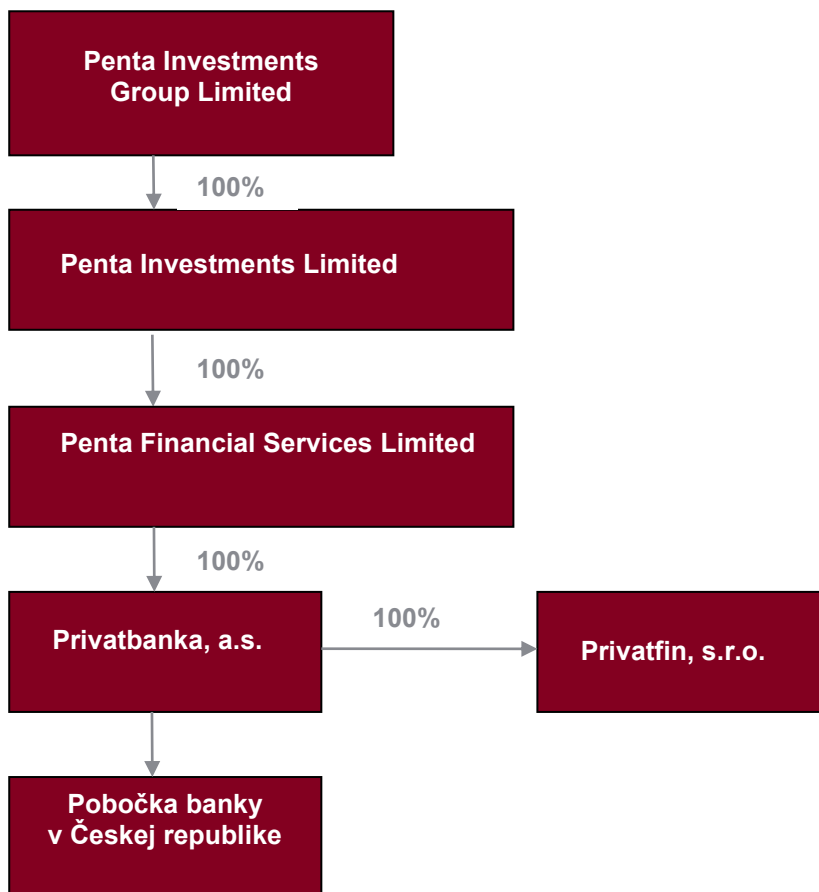 Penta Investments
Group Limited
100%
Penta Investments Limited
100%
Penta Financial Services Limited
100%
Privatbanka, a.s.
100%
Privatfin, s.r.o.
Pobočka banky
v Českej republike